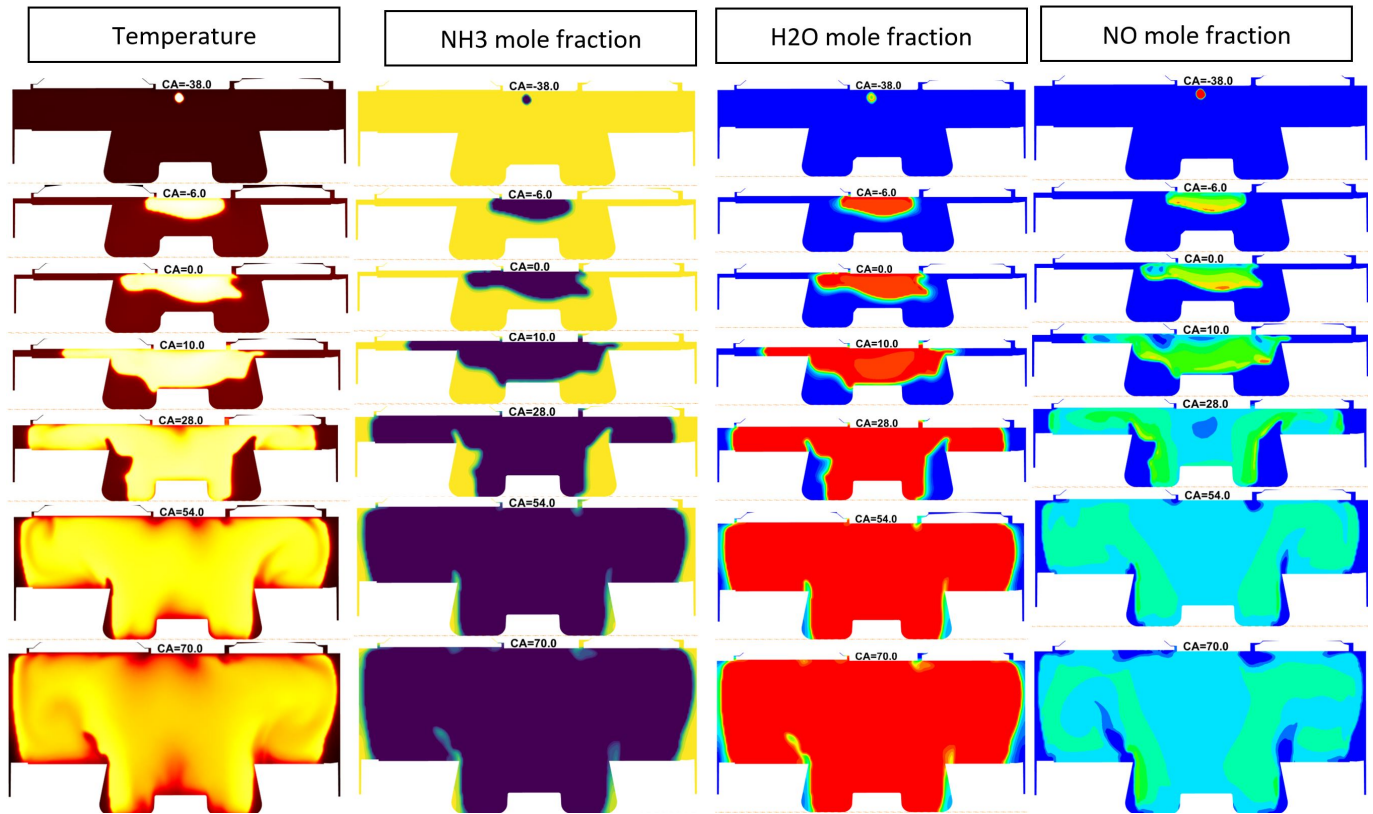 Temperature
NH3 mole fraction
H2O mole fraction
NO mole fraction
CA=-38.0
CA=-38.0
CA=-38.0
CA=-38.0
CA=-6.0
CA=-6.0
CA=-6.0
CA=-6.0
CA=0.0
CA=0.0
CA=0.0
CA=0.0
CA=10.0
CA=10.0
CA=10.0
CA=10.0
CA=28.0
CA=28.0
CA=28.0
CA=28.0
CA=54.0
CA=54.0
CA=54.0
CA=54.0
CA=70.0
CA=70.0
CA=70.0
CA=70.0